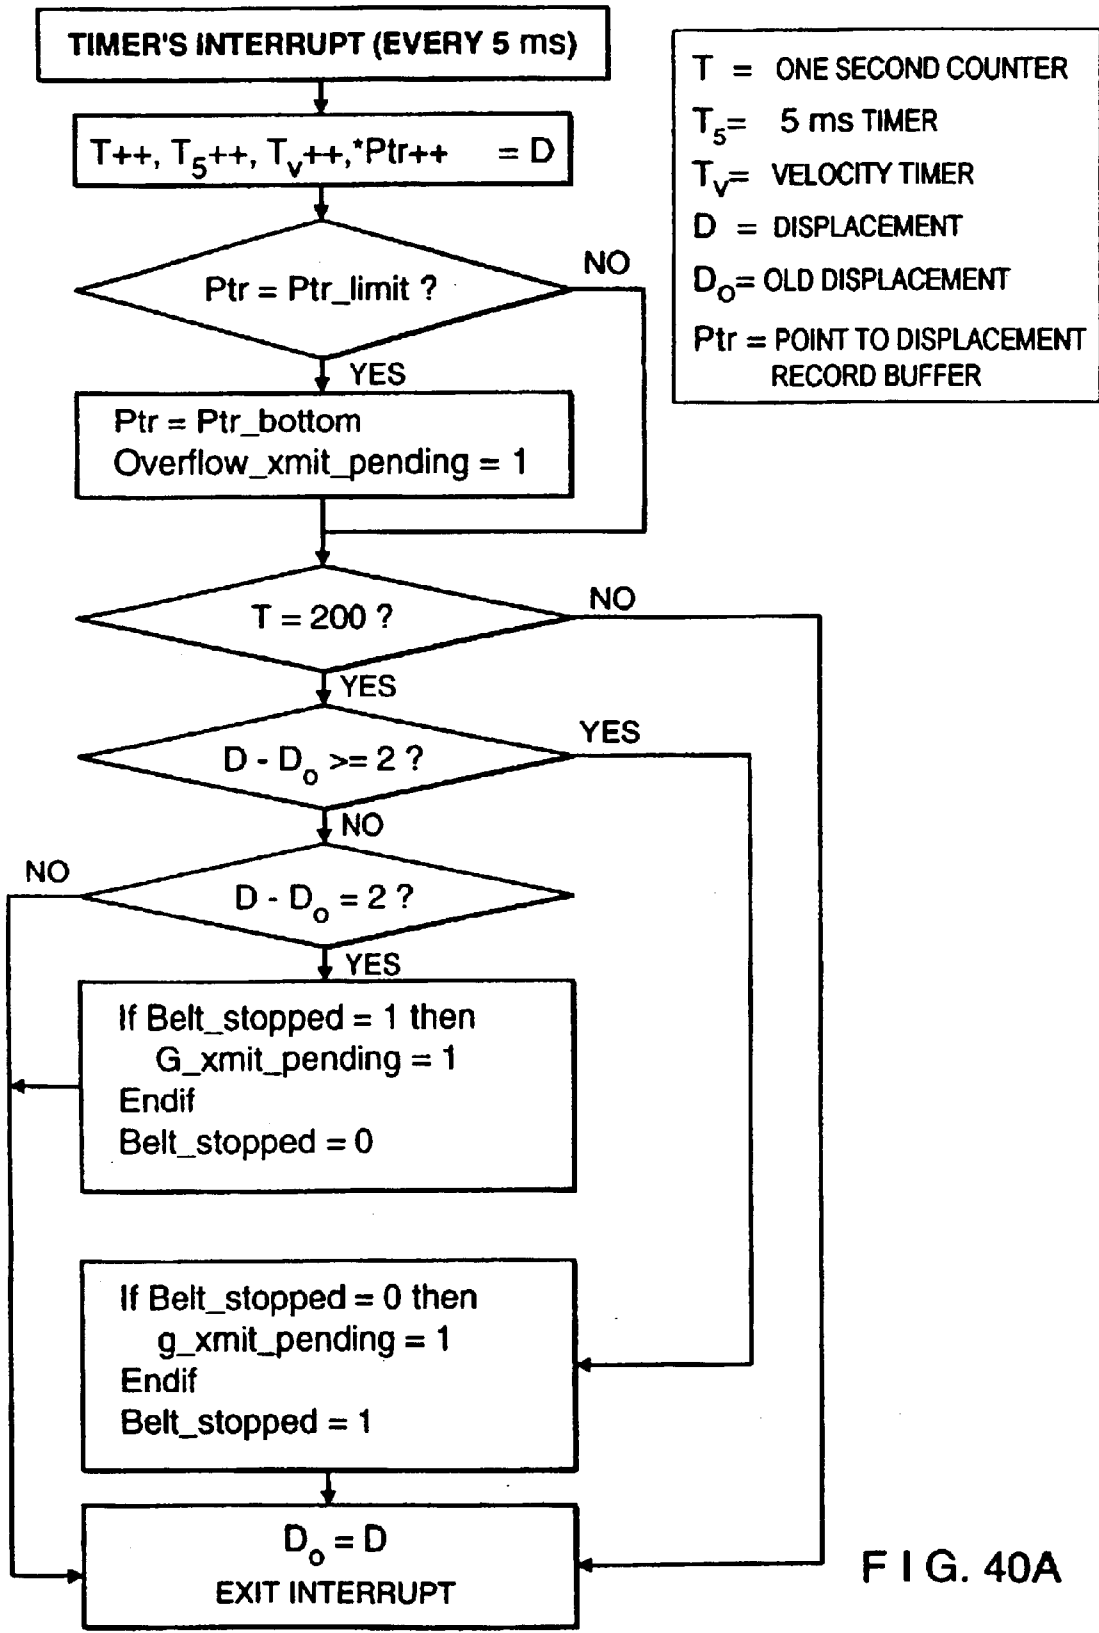 TIMER'S INTERRUPT (EVERY 5 ms)
T++, T5++, Tv++,*Ptr++ = D
Ptr = Ptr_limit ?
NO
YES
Ptr = Ptr_bottom
Overflow_xmit_pending = 1
T = 200 ?
NO
YES
D - Do >= 2 ?
YES
NO
D - Do = 2 ?
NO
YES
If Belt_stopped = 1 then
G_xmit_pending = 1
Endif
Belt_stopped = 0
If Belt_stopped = 0 then
g_xmit_pending = 1
Endif
Belt_stopped = 1
Do = D
EXIT INTERRUPT
T = ONE SECOND COUNTER
T5= 5 ms TIMER
Tv= VELOCITY TIMER
D = DISPLACEMENT
Do= OLD DISPLACEMENT
Ptr = POINT TO DISPLACEMENT
RECORD BUFFER
FIG. 40A